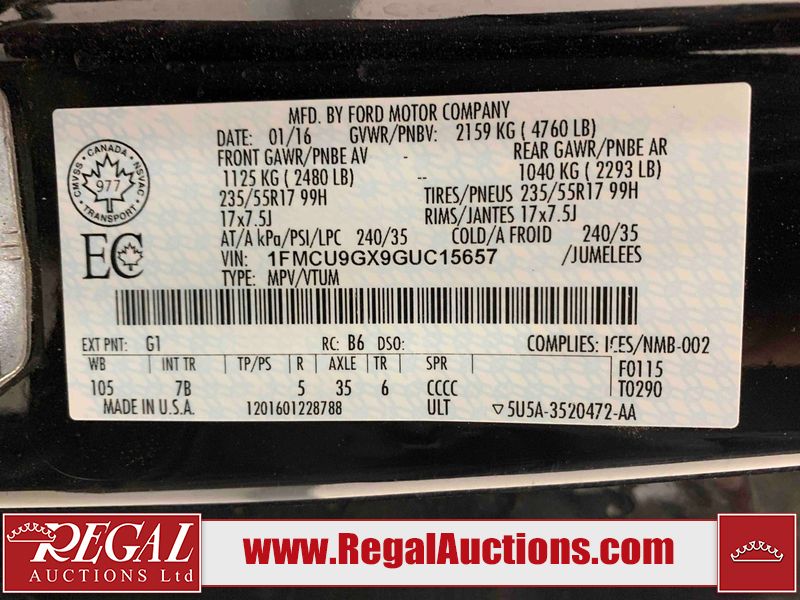 MFD. BY FORD MOTOR COMPANY
DATE: 01/16 GVWR/PNBV: 2159 KG ( 4760 LB)
FRONT GAWR/PNBE AV - REAR GAWR/PNBE AR
1125 KG ( 2480 LB) -- 1040 KG ( 2293 LB)
235/55R17 99H TIRES/PNEUS 235/55R17 99H
17x7.5J RIMS/JANTES 17x7.5J
AT/A kPa/PSI/LPC 240/35 COLD/A FROID 240/35
VIN: 1FMCU9GX9GUC15657 /JUMELEES
TYPE: MPV/VTUM
CMVSS CANADA NSVAC
977
TRANSPORT
EC
EXT PNT: G1 RC: B6 DSO: COMPLIES: ICES/NMB-002
WB INT TR TP/PS R AXLE TR SPR F0115
105 7B 5 35 6 CCCC T0290
MADE IN U.S.A. 1201601228788 ULT ▽5U5A-3520472-AA
REGAL
AUCTIONS Ltd
www.RegalAuctions.com